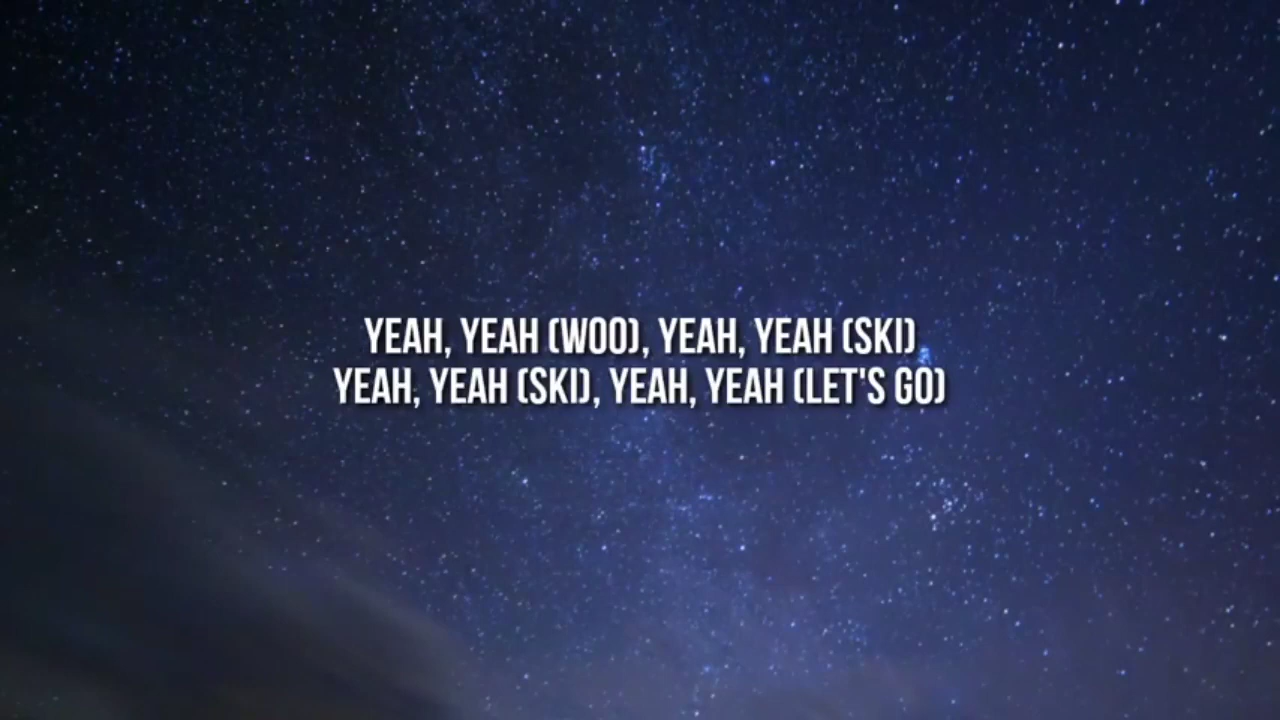 YEAH, YEAH (WOO), YEAH, YEAH (SKI)
YEAH, YEAH (SKI), YEAH, YEAH (LET'S GO)